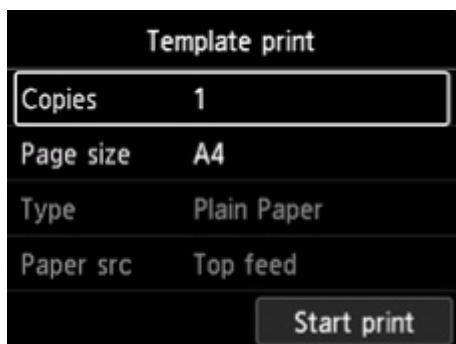 Template print
Copies 1
Page size A4
Type Plain Paper
Paper src Top feed
Start print